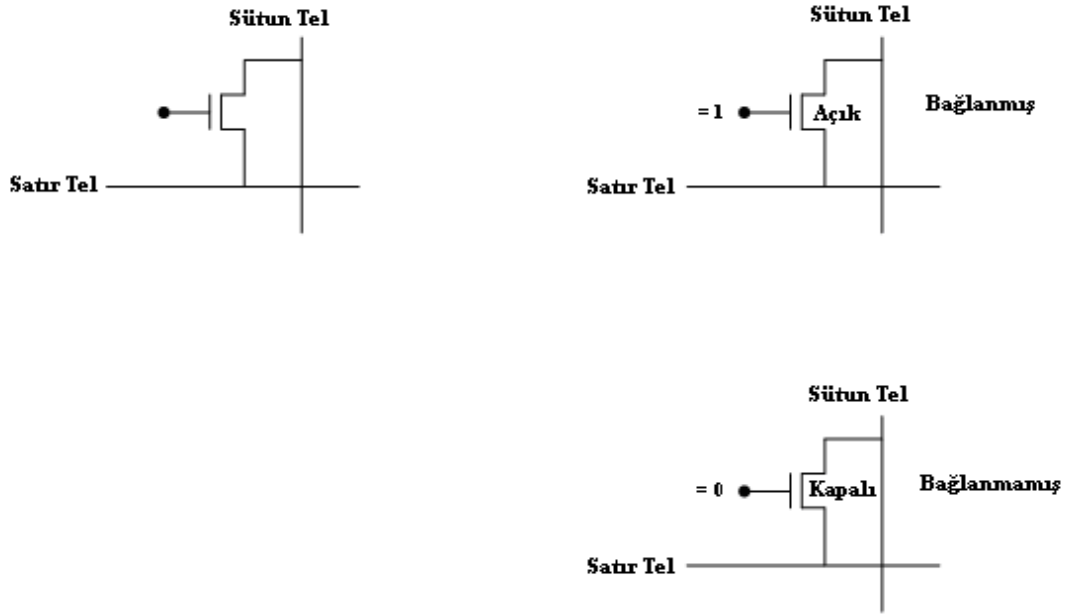 Sütun Tel
Satır Tel
Sütun Tel
= 1
Açık
Bağlanmış
Satır Tel
Sütun Tel
= 0
Kapalı
Bağlanmamış
Satır Tel